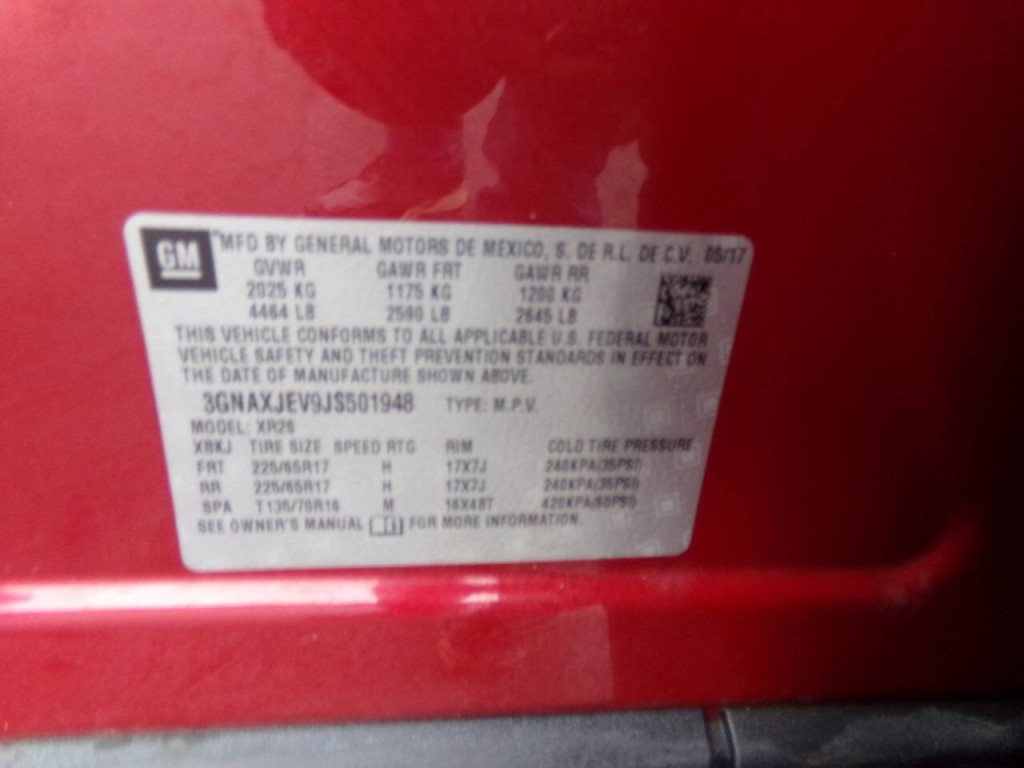 GM
MFD BY GENERAL MOTORS DE MEXICO, S. DE R.L. DE C.V. 05/17
GVWR GAWR FRT GVWR RR
2025 KG 1175 KG 1200 KG
4464 LB 2590 LB 2645 LB
THIS VEHICLE CONFORMS TO ALL APPLICABLE U.S. FEDERAL MOTOR
VEHICLE SAFETY AND THEFT PREVENTION STANDARDS IN EFFECT ON
THE DATE OF MANUFACTURE SHOWN ABOVE.
3GNAXJEV9JS501948 TYPE: M.P.V.
MODEL: XR26
XBKJ TIRE SIZE SPEED RTG RIM COLD TIRE PRESSURE
FRT 225/65R17 H 17X7J 240KPA(35PSI)
RR 225/65R17 H 17X7J 240KPA(35PSI)
SPA T135/70R16 M 16X4BT 420KPA(60PSI)
SEE OWNER'S MANUAL FOR MORE INFORMATION.